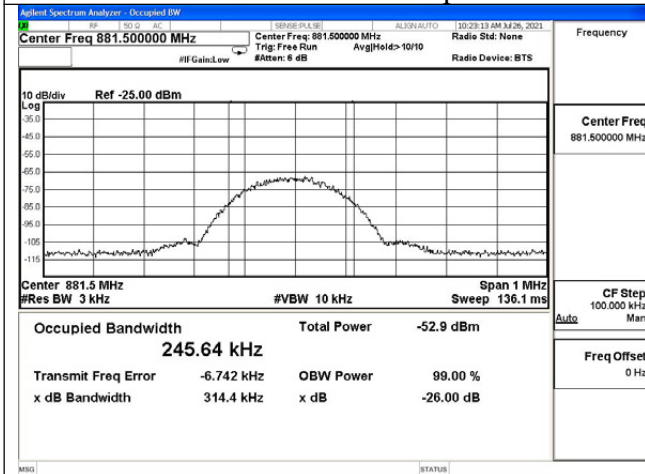 Agilent Spectrum Analyzer - Occupied BW
RF 50 Ω AC SENSE:PULSE ALIGN AUTO 10:23:13 AM Jul 26, 2021
Center Freq 881.500000 MHz Center Freq: 881.500000 MHz Radio Std: None
Trig: Free Run Avg|Hold:> 10/10
#IFGain:Low #Atten: 6 dB Radio Device: BTS
10 dB/div Ref -25.00 dBm
Log
-35.0
-45.0
-55.0
-65.0
-75.0
-85.0
-95.0
-105
-115
Center 881.5 MHz Span 1 MHz
#Res BW 3 kHz #VBW 10 kHz Sweep 136.1 ms
Occupied Bandwidth Total Power -52.9 dBm
245.64 kHz
Transmit Freq Error -6.742 kHz OBW Power 99.00 %
x dB Bandwidth 314.4 kHz x dB -26.00 dB
MSG STATUS
Frequency
Center Freq
881.500000 MHz
CF Step
100.000 kHz
Auto Man
Freq Offset
0 Hz